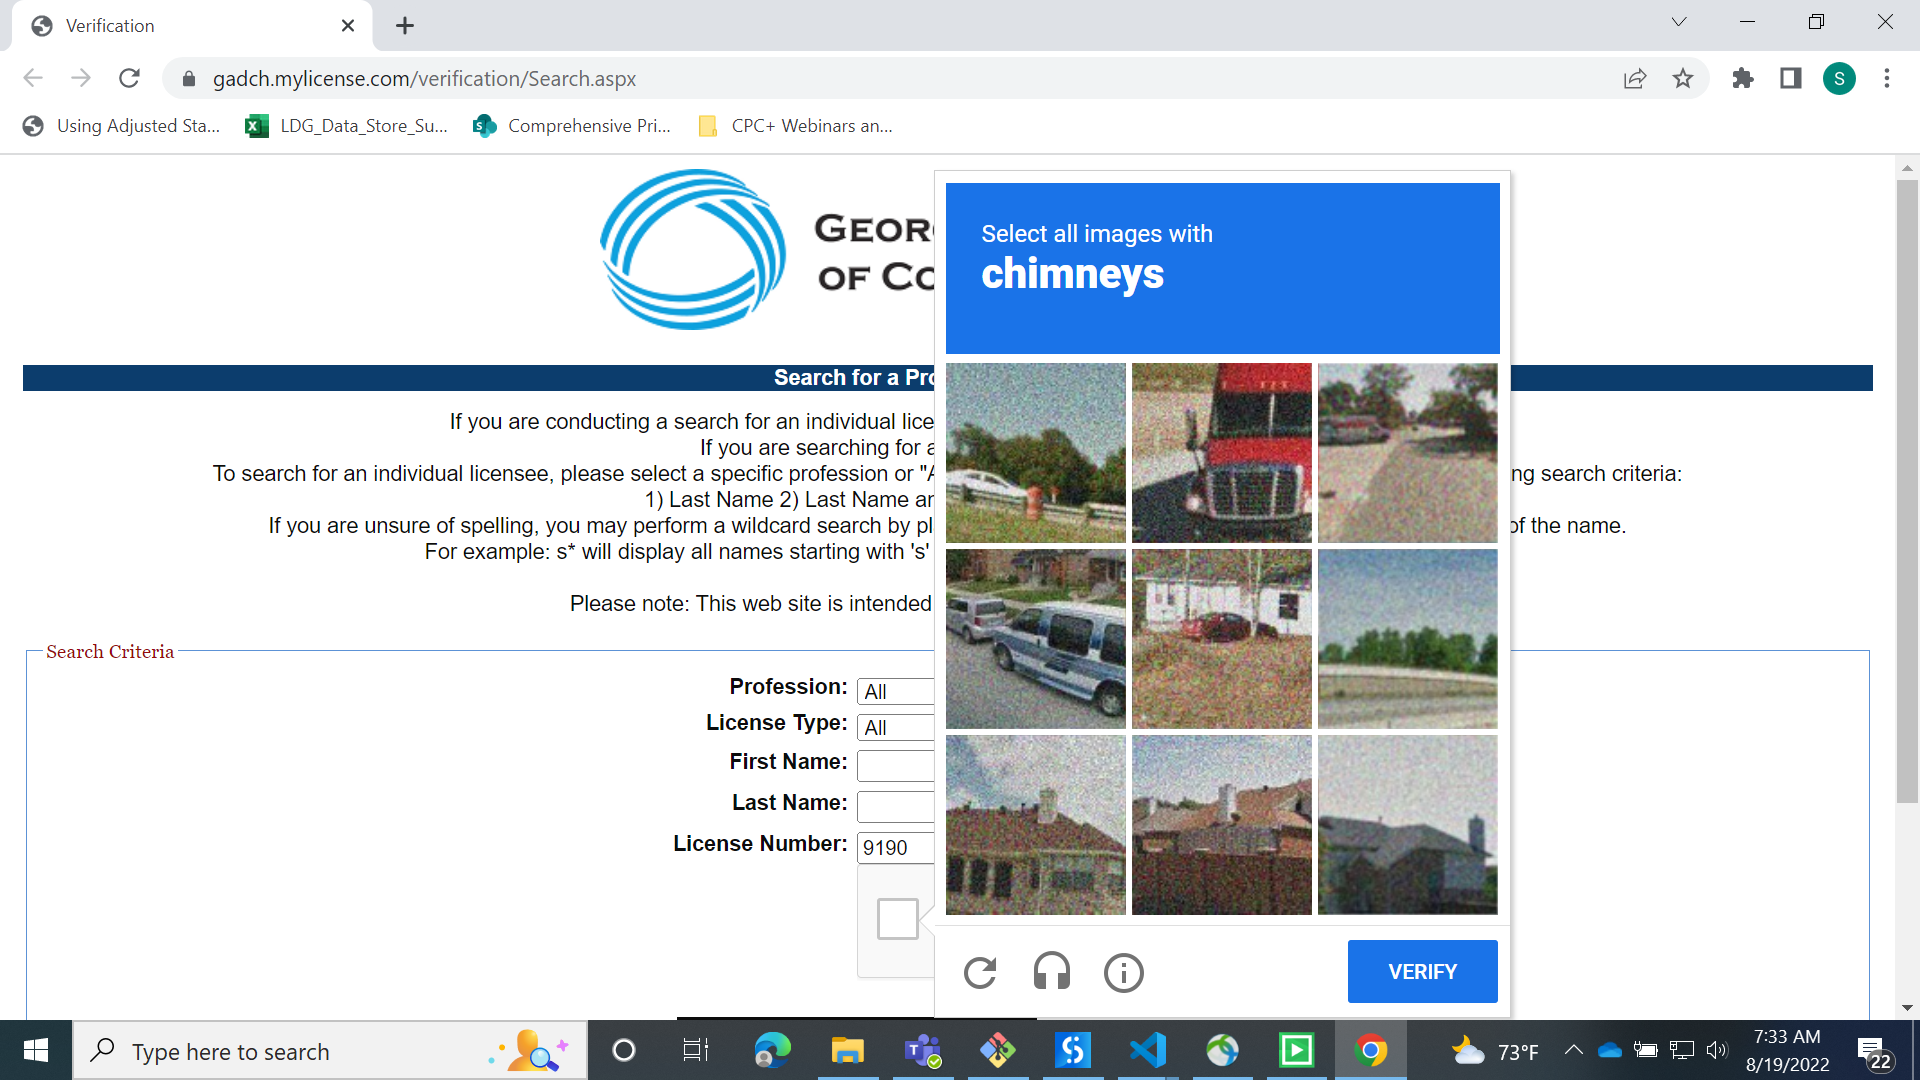 Verification
gadch.mylicense.com/verification/Search.aspx
S
Using Adjusted Sta...
LDG_Data_Store_Su...
Comprehensive Pri...
CPC+ Webinars an...
GEOR
OF CO
Select all images with
chimneys
Search for a Pro
If you are conducting a search for an individual lice
If you are searching for a
To search for an individual licensee, please select a specific profession or "A
ng search criteria:
1) Last Name 2) Last Name an
If you are unsure of spelling, you may perform a wildcard search by pl
of the name.
For example: s* will display all names starting with 's'
Please note: This web site is intended
Search Criteria
Profession: All
License Type: All
First Name:
Last Name:
License Number: 9190
VERIFY
Type here to search
73°F
7:33 AM
8/19/2022
22